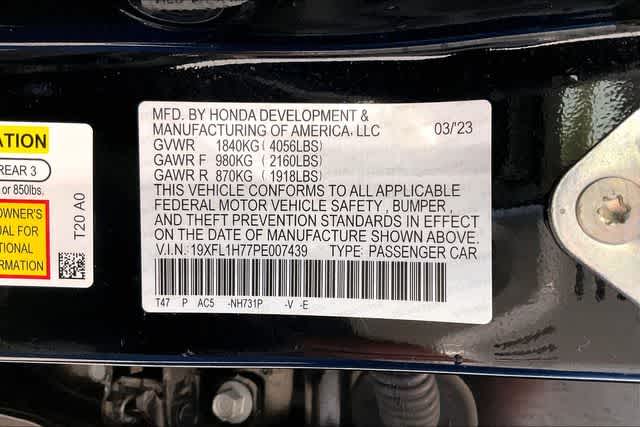 MFD. BY HONDA DEVELOPMENT &
MANUFACTURING OF AMERICA, LLC 03/'23
GVWR 1840KG (4056LBS)
GAWR F 980KG (2160LBS)
GAWR R 870KG (1918LBS)
THIS VEHICLE CONFORMS TO ALL APPLICABLE
FEDERAL MOTOR VEHICLE SAFETY, BUMPER,
AND THEFT PREVENTION STANDARDS IN EFFECT
ON THE DATE OF MANUFACTURE SHOWN ABOVE.
V.I.N.: 19XFL1H77PE007439 TYPE: PASSENGER CAR
T47 P AC5 -NH731P -V -E
ATION
REAR 3
or 850lbs.
OWNER'S
UAL FOR
TIONAL
RMATION
T20 A0